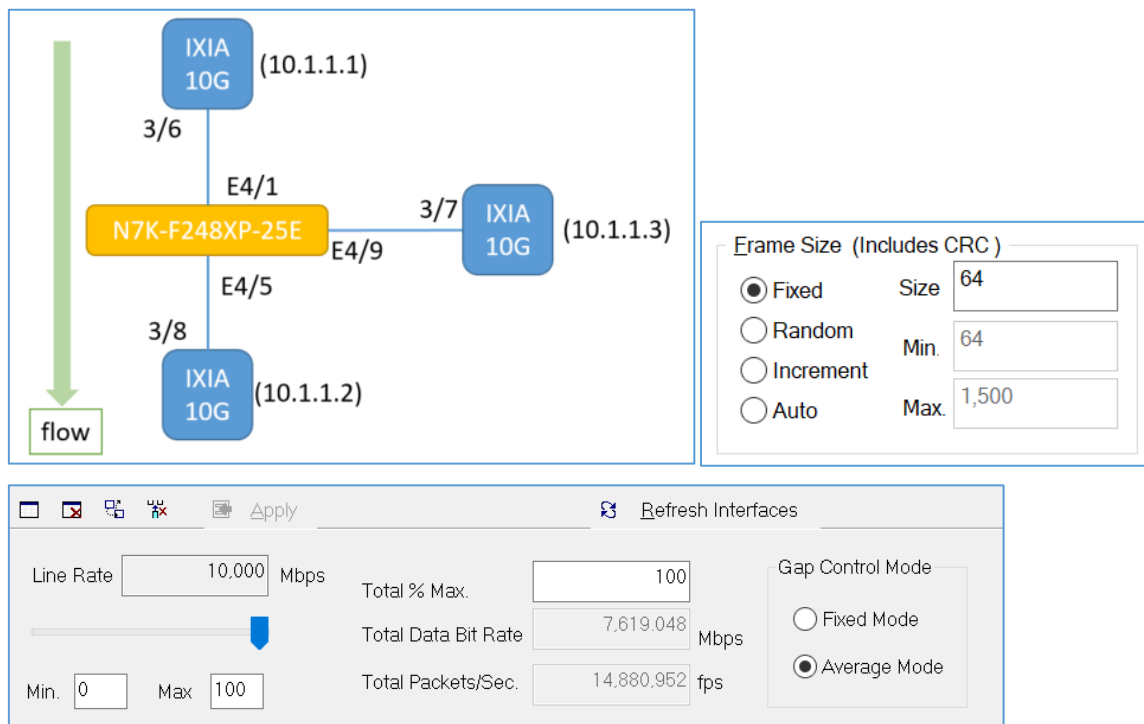 IXIA
10G
(10.1.1.1)
3/6
E4/1
N7K-F248XP-25E
3/7
IXIA
10G
(10.1.1.3)
E4/9
E4/5
3/8
IXIA
10G
(10.1.1.2)
flow
Frame Size (Includes CRC )
Fixed
Size 64
Random
Min. 64
Increment
Auto
Max. 1,500
Apply
Refresh Interfaces
Line Rate 10,000 Mbps
Min. 0
Max 100
Total % Max. 100
Total Data Bit Rate 7,619.048 Mbps
Total Packets/Sec. 14,880,952 fps
Gap Control Mode
Fixed Mode
Average Mode